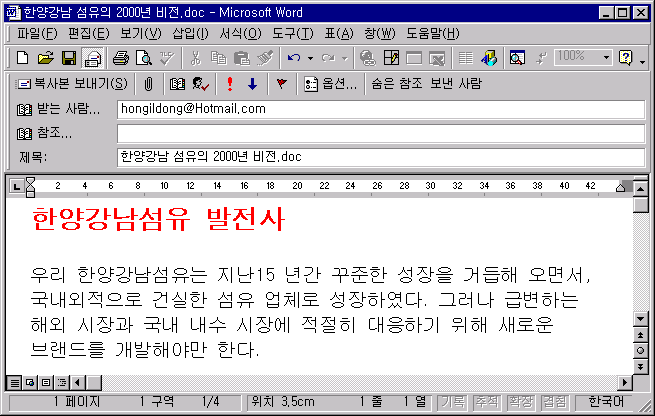 한양강남 섬유의 2000년 비전.doc - Microsoft Word
파일(F) 편집(E) 보기(V) 삽입(I) 서식(O) 도구(T) 표(A) 창(W) 도움말(H)
100%
복사본 보내기(S) 옵션... 숨은 참조 보낸 사람
받는 사람... hongildong@Hotmail.com
참조...
제목: 한양강남 섬유의 2000년 비전.doc
2 4 6 8 10 12 14 16 18 20 22 24 26 28 30 32 34 36 38 40 42
한양강남섬유 발전사
우리 한양강남섬유는 지난15 년간 꾸준한 성장을 거듭해 오면서,
국내외적으로 건실한 섬유 업체로 성장하였다. 그러나 급변하는
해외 시장과 국내 내수 시장에 적절히 대응하기 위해 새로운
브랜드를 개발해야만 한다.
1 페이지 1 구역 1/4 위치 3.5cm 1 줄 1 열 기록 추적 확장 겹침 한국어